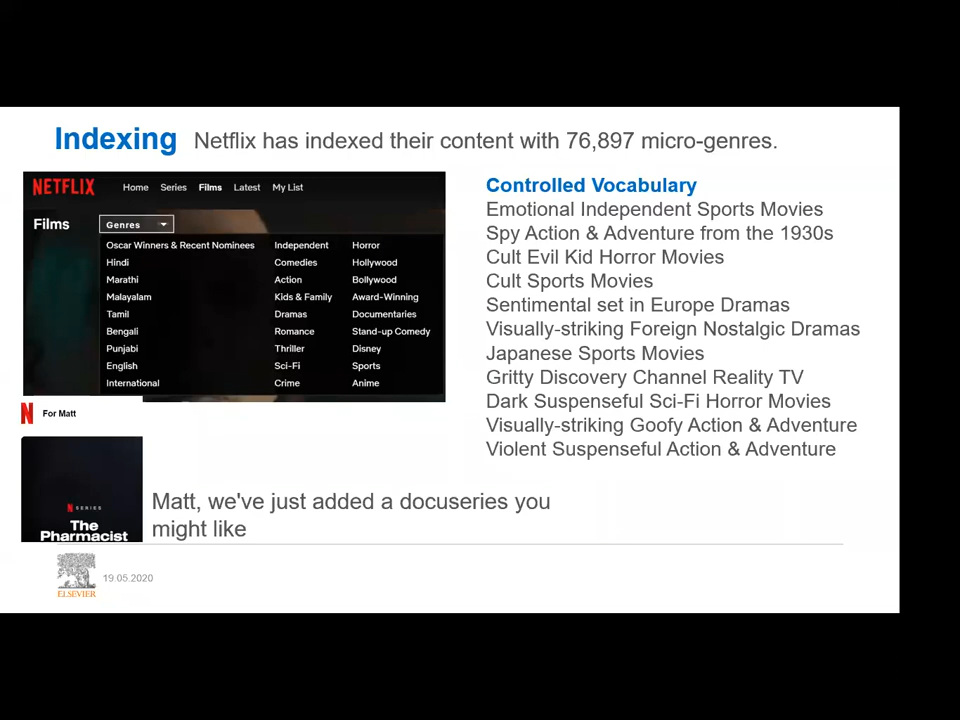 Indexing Netflix has indexed their content with 76,897 micro-genres.
NETFLIX Home Series Films Latest My List
Films Genres
Oscar Winners & Recent Nominees Independent Horror
Hindi Comedies Hollywood
Marathi Action Bollywood
Malayalam Kids & Family Award-Winning
Tamil Dramas Documentaries
Bengali Romance Stand-up Comedy
Punjabi Thriller Disney
English Sci-Fi Sports
International Crime Anime
N For Matt
N SERIES
The
Pharmacist
Matt, we've just added a docuseries you
might like
Controlled Vocabulary
Emotional Independent Sports Movies
Spy Action & Adventure from the 1930s
Cult Evil Kid Horror Movies
Cult Sports Movies
Sentimental set in Europe Dramas
Visually-striking Foreign Nostalgic Dramas
Japanese Sports Movies
Gritty Discovery Channel Reality TV
Dark Suspenseful Sci-Fi Horror Movies
Visually-striking Goofy Action & Adventure
Violent Suspenseful Action & Adventure
ELSEVIER
19.05.2020